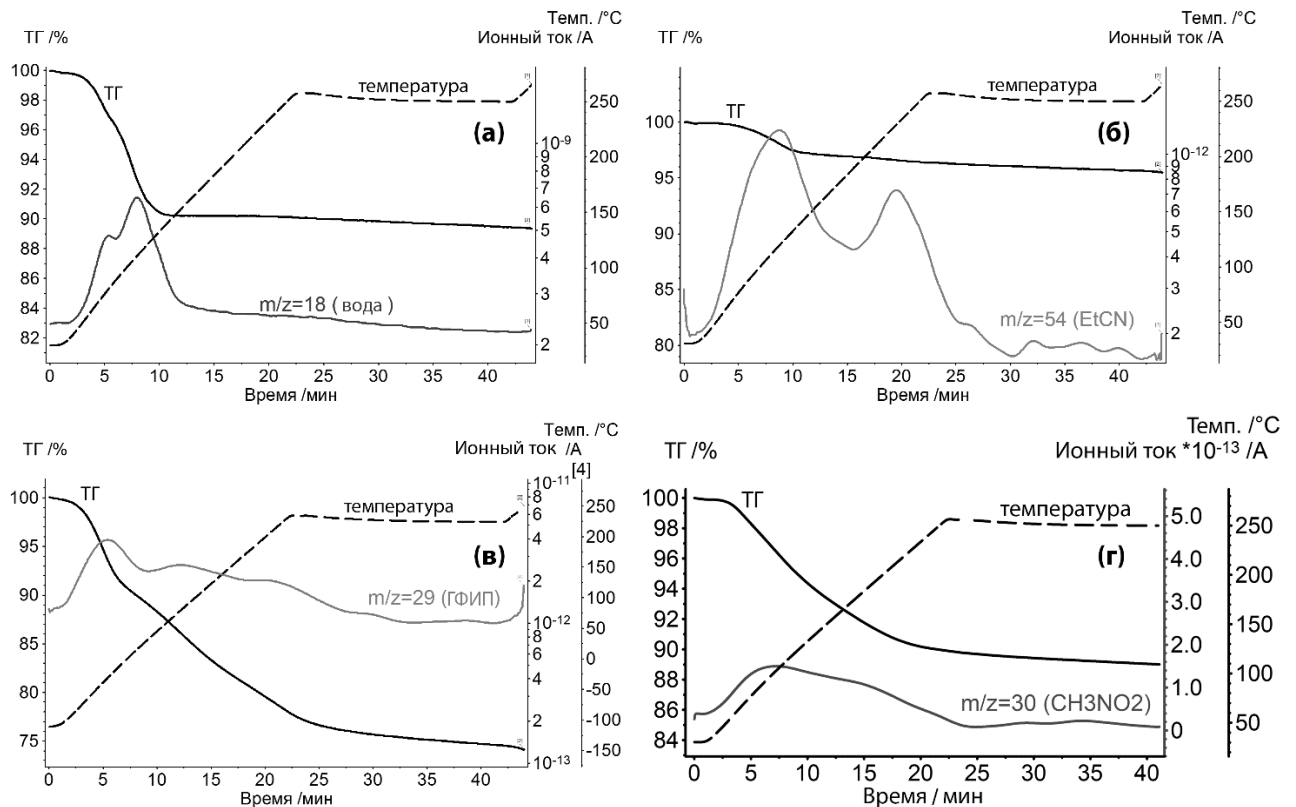 Темп. /°C
ТГ /%
Ионный ток /A
100
98
96
94
92
90
88
86
84
82
ТГ
температура
(а)
m/z=18 ( вода )
10-9
9
8
7
6
5
4
3
2
250
200
150
100
50
0 5 10 15 20 25 30 35 40
Время /мин
Темп. /°C
ТГ /%
Ионный ток /A
100
95
90
85
80
ТГ
температура
(б)
m/z=54 (EtCN)
10-12
9
8
7
6
5
4
3
2
250
200
150
100
50
0 5 10 15 20 25 30 35 40
Время /мин
Темп. /°C
ТГ /%
Ионный ток /A
[4]
100
95
90
85
80
75
ТГ
температура
(в)
m/z=29 (ГФИП)
10-11
8
6
4
2
10-12
8
6
4
2
10-13
250
200
150
100
50
0
-50
-100
-150
0 5 10 15 20 25 30 35 40
Время /мин
Темп. /°C
ТГ /%
Ионный ток *10-13 /A
100
98
96
94
92
90
88
86
84
ТГ
температура
(г)
m/z=30 (CH3NO2)
5.0
4.0
3.0
2.0
1.0
0
250
200
150
100
50
0 5 10 15 20 25 30 35 40
Время / мин